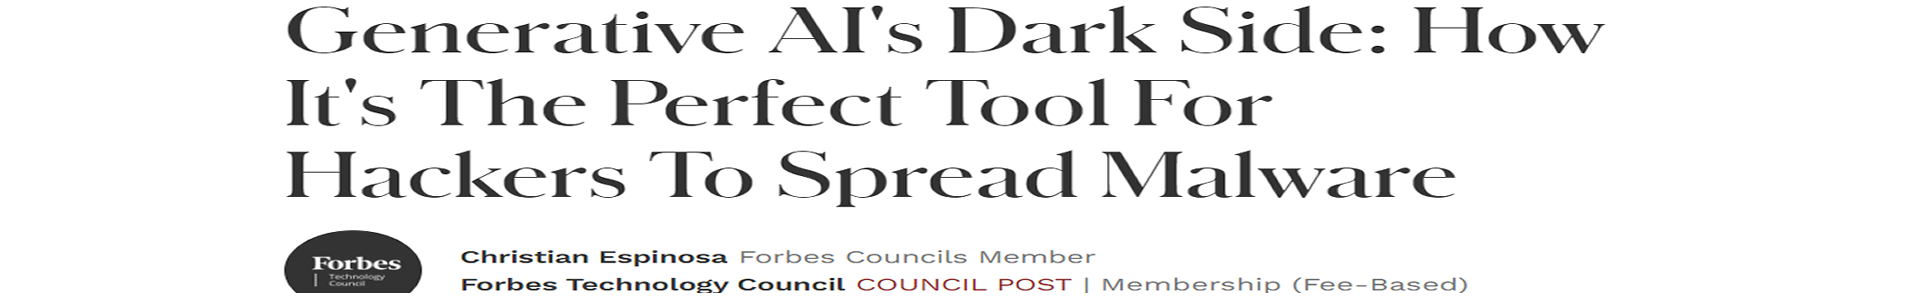 Generative AI's Dark Side: How
It's The Perfect Tool For
Hackers To Spread Malware
Forbes
Technology
Council
Christian Espinosa Forbes Councils Member
Forbes Technology Council COUNCIL POST | Membership (Fee-Based)